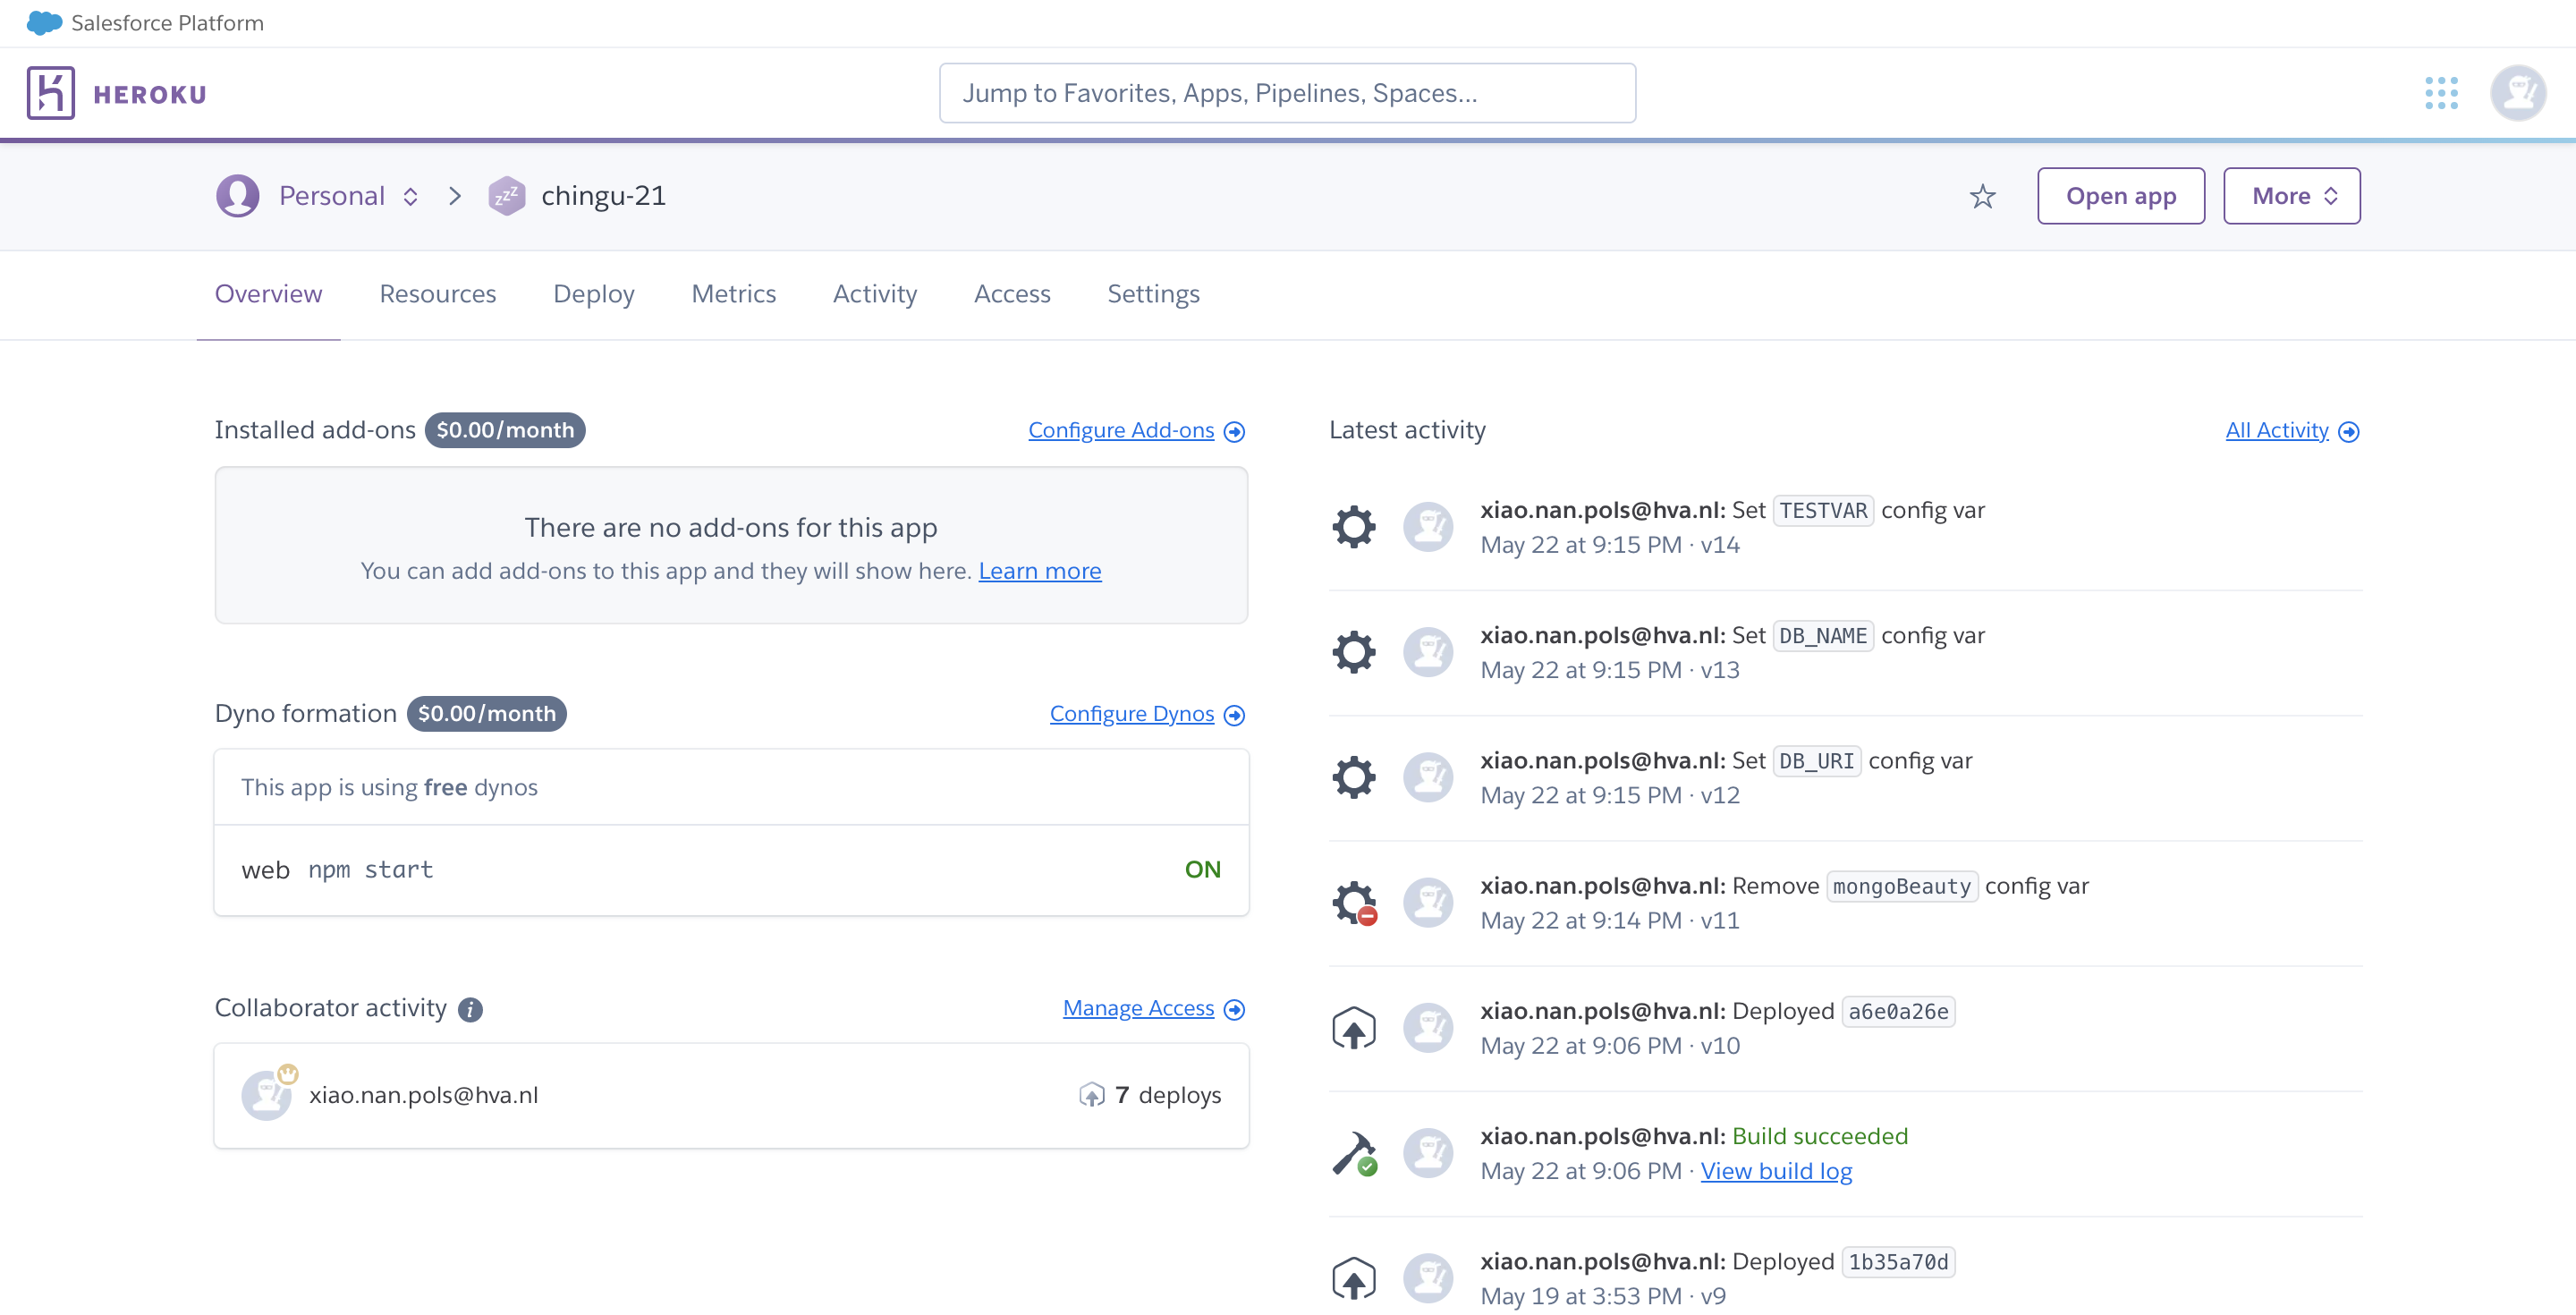 Salesforce Platform
HEROKU
Jump to Favorites, Apps, Pipelines, Spaces...
Personal
zzz
chingu-21
Open app
More
Overview
Resources
Deploy
Metrics
Activity
Access
Settings
Installed add-ons $0.00/month
Configure Add-ons
There are no add-ons for this app
You can add add-ons to this app and they will show here. Learn more
Dyno formation $0.00/month
Configure Dynos
This app is using free dynos
web npm start
ON
Collaborator activity i
Manage Access
xiao.nan.pols@hva.nl
7 deploys
Latest activity
All Activity
xiao.nan.pols@hva.nl: Set TESTVAR config var
May 22 at 9:15 PM · v14
xiao.nan.pols@hva.nl: Set DB_NAME config var
May 22 at 9:15 PM · v13
xiao.nan.pols@hva.nl: Set DB_URI config var
May 22 at 9:15 PM · v12
xiao.nan.pols@hva.nl: Remove mongoBeauty config var
May 22 at 9:14 PM · v11
xiao.nan.pols@hva.nl: Deployed a6e0a26e
May 22 at 9:06 PM · v10
xiao.nan.pols@hva.nl: Build succeeded
May 22 at 9:06 PM · View build log
xiao.nan.pols@hva.nl: Deployed 1b35a70d
May 19 at 3:53 PM · v9